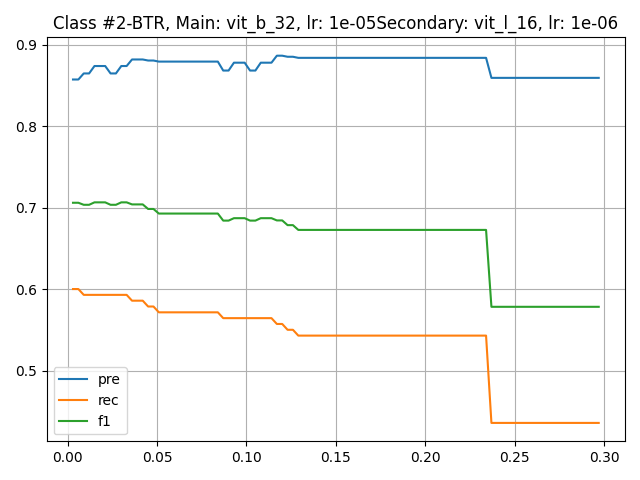 Class #2-BTR, Main: vit_b_32, lr: 1e-05Secondary: vit_l_16, lr: 1e-06
0.9
0.8
0.7
0.6
0.5
pre
rec
f1
0.00 0.05 0.10 0.15 0.20 0.25 0.30